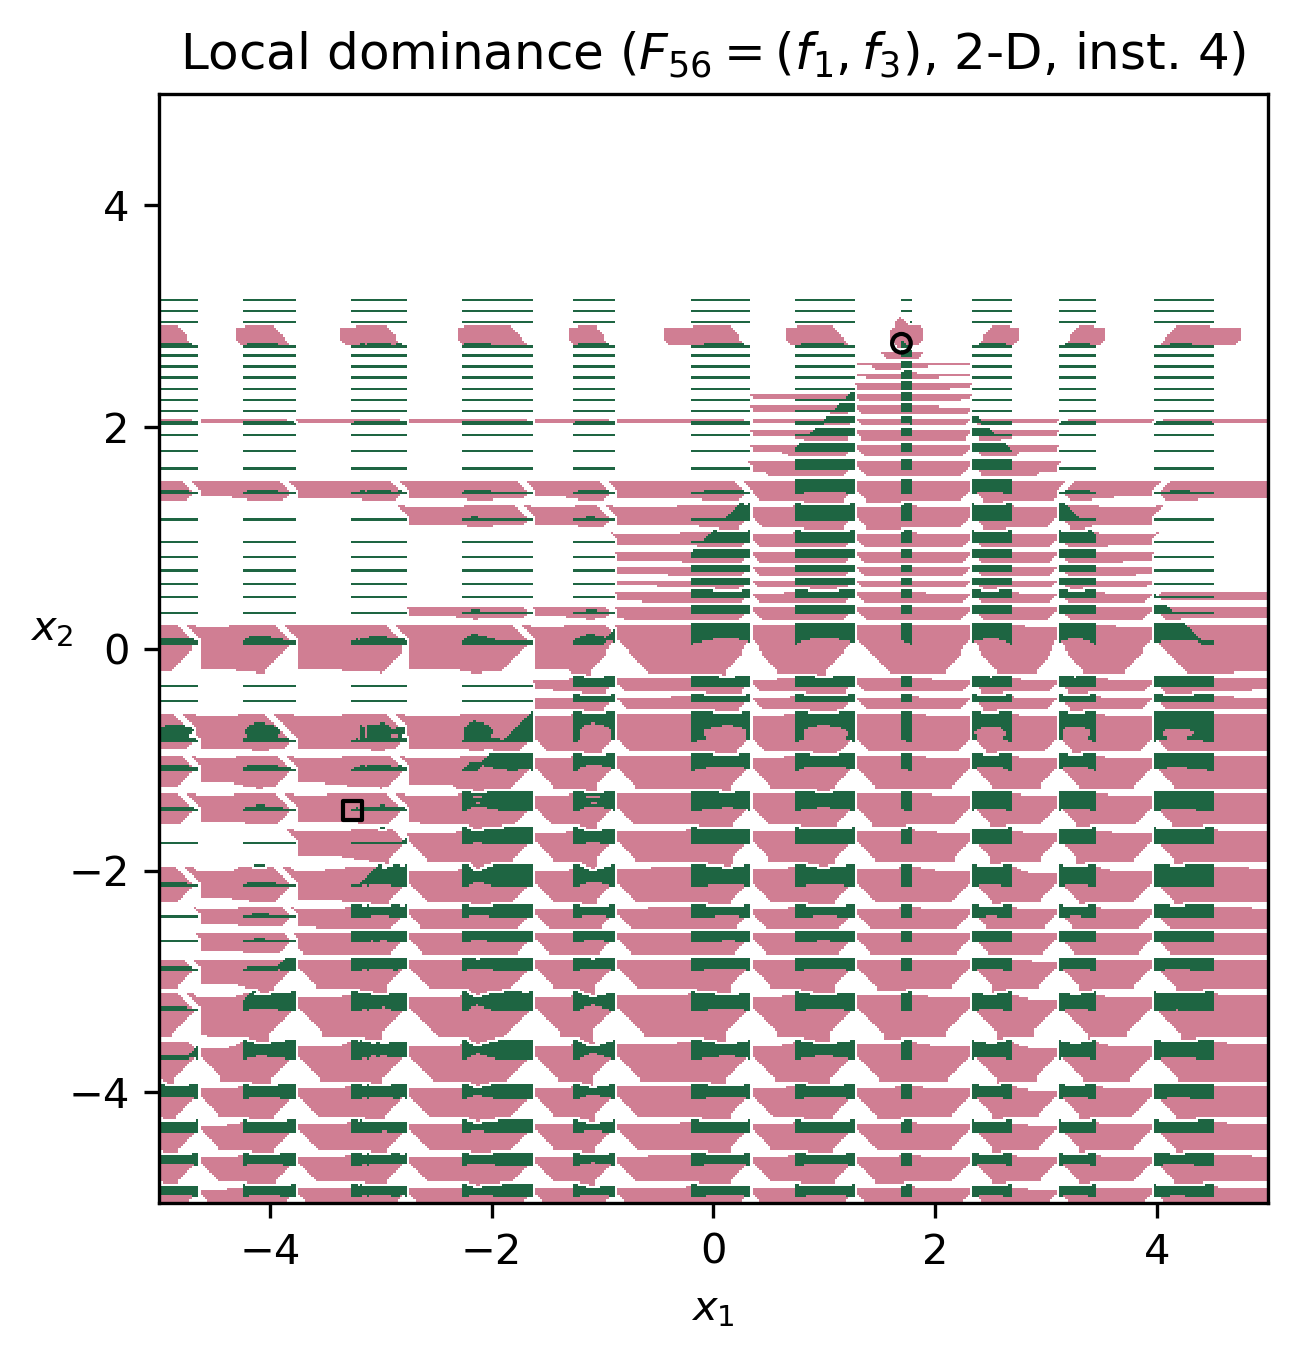 Local dominance (F₅₆ = (f₁, f₃), 2-D, inst. 4)
4
2
x₂
0
−2
−4
−4 −2 0 2 4
x₁